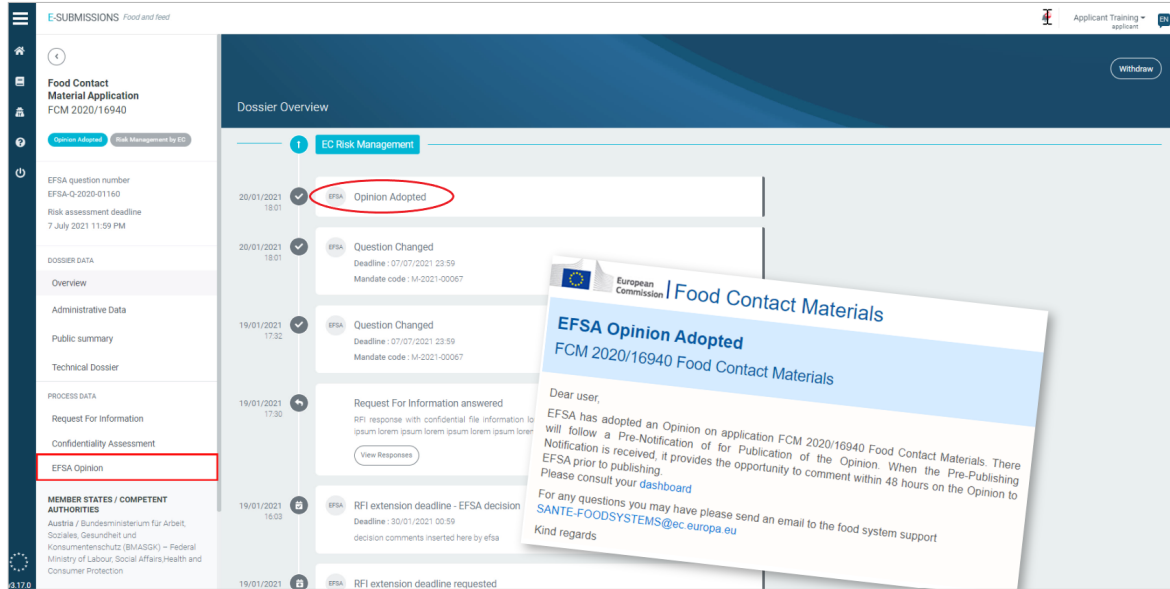 E-SUBMISSIONS Food and feed
Applicant Training
applicant
EN
Withdraw
Food Contact
Material Application
FCM 2020/16940
Opinion Adopted
Risk Management by EC
EFSA question number
EFSA-Q-2020-01160
Risk assessment deadline
7 July 2021 11:59 PM
DOSSIER DATA
Overview
Administrative Data
Public summary
Technical Dossier
PROCESS DATA
Request For Information
Confidentiality Assessment
EFSA Opinion
MEMBER STATES / COMPETENT
AUTHORITIES
Austria / Bundesministerium für Arbeit,
Soziales, Gesundheit und
Konsumentenschutz (BMASGK) – Federal
Ministry of Labour, Social Affairs,Health and
Consumer Protection
v3.17.0
Dossier Overview
EC Risk Management
20/01/2021
18:01
EFSA
Opinion Adopted
20/01/2021
18:01
EFSA
Question Changed
Deadline : 07/07/2021 23:59
Mandate code : M-2021-00067
19/01/2021
17:32
EFSA
Question Changed
Deadline : 07/07/2021 23:59
Mandate code : M-2021-00067
19/01/2021
17:30
Request For Information answered
RFI response with confidential file information lo
ipsum lorem ipsum lorem ipsum lorem ipsum lorem
View Responses
19/01/2021
16:03
EFSA
RFI extension deadline - EFSA decision
Deadline : 30/01/2021 00:59
decision comments inserted here by efsa
19/01/2021
EFSA
RFI extension deadline requested
European
Commission
Food Contact Materials
EFSA Opinion Adopted
FCM 2020/16940 Food Contact Materials
Dear user,
EFSA has adopted an Opinion on application FCM 2020/16940 Food Contact Materials. There
will follow a Pre-Notification of for Publication of the Opinion. When the Pre-Publishing
Notification is received, it provides the opportunity to comment within 48 hours on the Opinion to
EFSA prior to publishing.
Please consult your dashboard
For any questions you may have please send an email to the food system support
SANTE-FOODSYSTEMS@ec.europa.eu
Kind regards